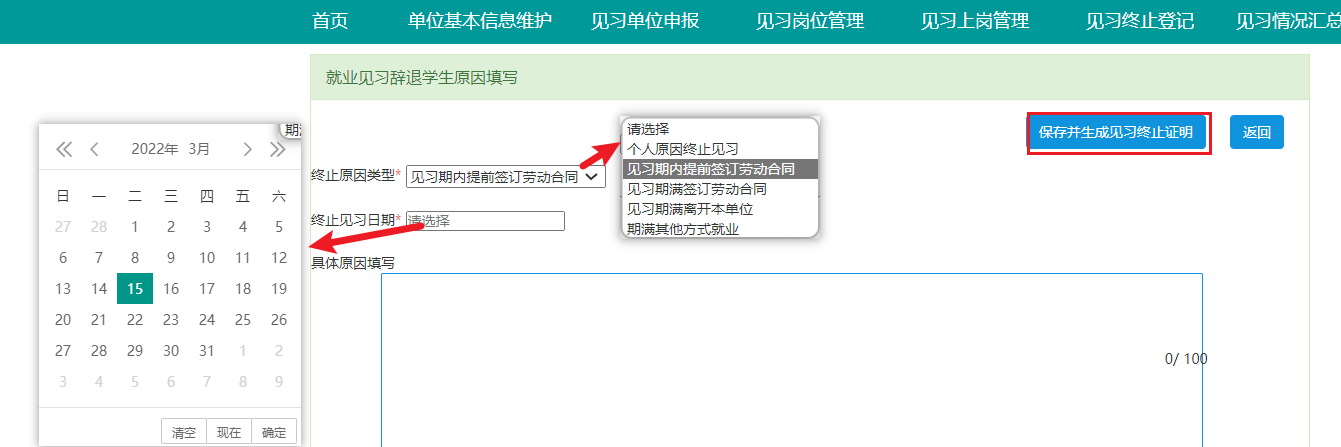 首页 单位基本信息维护 见习单位申报 见习岗位管理 见习上岗管理 见习终止登记 见习情况汇总
就业见习辞退学生原因填写
保存并生成见习终止证明 返回
请选择
个人原因终止见习
见习期内提前签订劳动合同
见习期满签订劳动合同
见习期满离开本单位
期满其他方式就业
终止原因类型* 见习期内提前签订劳动合同
终止见习日期* 请选择
具体原因填写
0/ 100
2022年 3月
日 一 二 三 四 五 六
27 28 1 2 3 4 5
6 7 8 9 10 11 12
13 14 15 16 17 18 19
20 21 22 23 24 25 26
27 28 29 30 31 1 2
3 4 5 6 7 8 9
清空 现在 确定